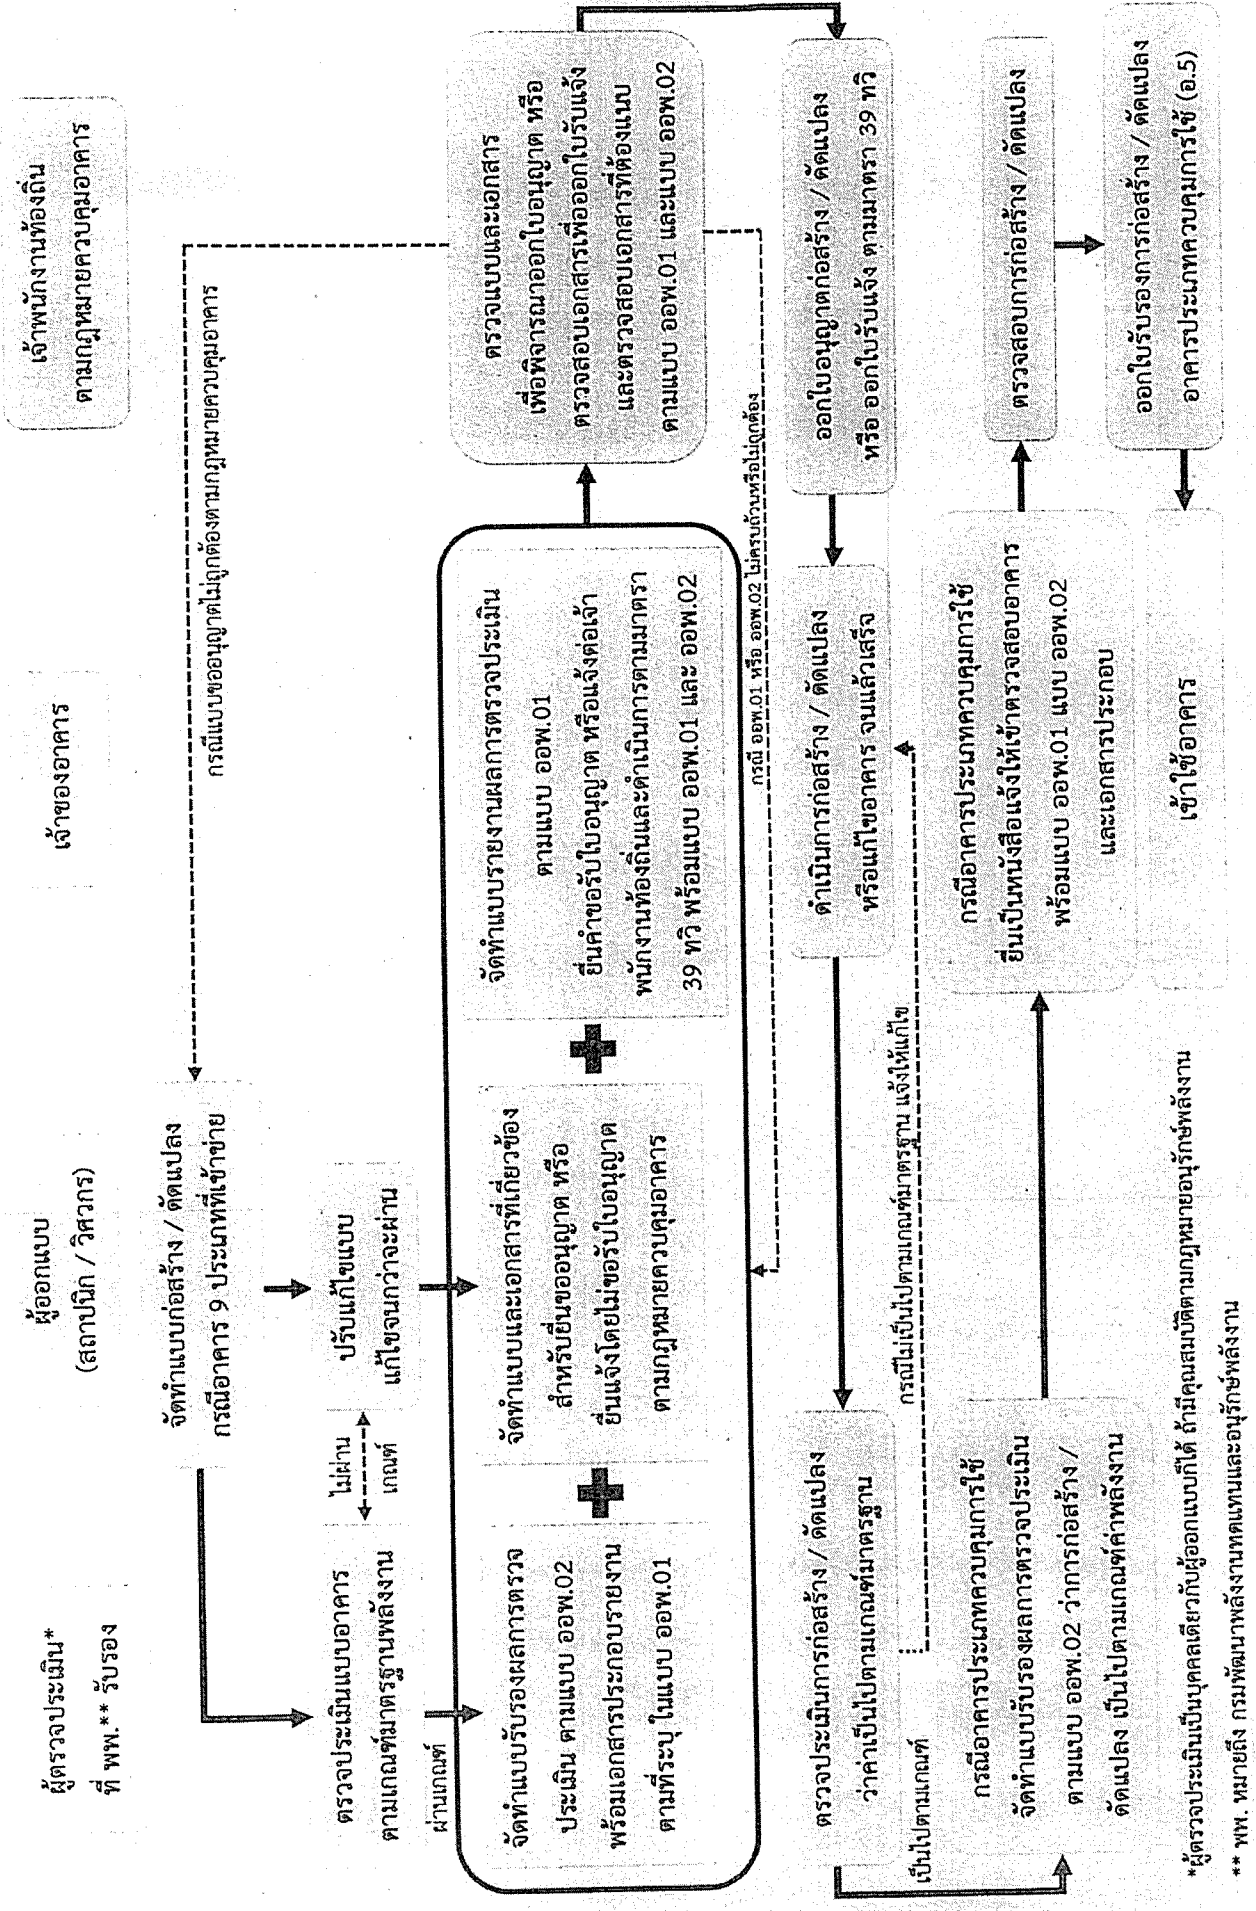 ผู้ตรวจประเมิน*
ที่ พพ.** รับรอง
ผู้ออกแบบ
(สถาปนิก / วิศวกร)
เจ้าของอาคาร
เจ้าพนักงานท้องถิ่น
ตามกฎหมายควบคุมอาคาร
จัดทำแบบก่อสร้าง / ดัดแปลง
กรณีอาคาร 9 ประเภทที่เข้าข่าย
กรณีแบบขออนุญาตไม่ถูกต้องตามกฎหมายควบคุมอาคาร
ตรวจประเมินแบบอาคาร
ตามเกณฑ์มาตรฐานพลังงาน
ไม่ผ่าน
เกณฑ์
ปรับแก้ไขแบบ
แก้ไขจนกว่าจะผ่าน
ผ่านเกณฑ์
จัดทำแบบรับรองผลการตรวจ
ประเมิน ตามแบบ ออพ.02
พร้อมเอกสารประกอบรายงาน
ตามที่ระบุ ในแบบ ออพ.01
จัดทำแบบและเอกสารที่เกี่ยวข้อง
สำหรับยื่นขออนุญาต หรือ
ยื่นแจ้งโดยไม่ขอรับใบอนุญาต
ตามกฎหมายควบคุมอาคาร
จัดทำแบบรายงานผลการตรวจประเมิน
ตามแบบ ออพ.01
ยื่นคำขอรับใบอนุญาต หรือแจ้งต่อเจ้า
พนักงานท้องถิ่นและดำเนินการตามมาตรา
39 ทวิ พร้อมแบบ ออพ.01 และ ออพ.02
ตรวจแบบและเอกสาร
เพื่อพิจารณาออกใบอนุญาต หรือ
ตรวจสอบเอกสารเพื่อออกใบรับแจ้ง
และตรวจสอบเอกสารที่ต้องแนบ
ตามแบบ ออพ.01 และแบบ ออพ.02
กรณี ออพ.01 หรือ ออพ.02 ไม่ครบถ้วนหรือไม่ถูกต้อง
ตรวจประเมินการก่อสร้าง / ดัดแปลง
ว่าค่าเป็นไปตามเกณฑ์มาตรฐาน
ดำเนินการก่อสร้าง / ดัดแปลง
หรือแก้ไขอาคาร จนแล้วเสร็จ
ออกใบอนุญาตก่อสร้าง / ดัดแปลง
หรือ ออกใบรับแจ้ง ตามมาตรา 39 ทวิ
กรณีไม่เป็นไปตามเกณฑ์มาตรฐาน แจ้งให้แก้ไข
เป็นไปตามเกณฑ์
กรณีอาคารประเภทควบคุมการใช้
จัดทำแบบรับรองผลการตรวจประเมิน
ตามแบบ ออพ.02 ว่าการก่อสร้าง /
ดัดแปลง เป็นไปตามเกณฑ์ค่าพลังงาน
กรณีอาคารประเภทควบคุมการใช้
ยื่นเป็นหนังสือแจ้งให้เข้าตรวจสอบอาคาร
พร้อมแบบ ออพ.01 แบบ ออพ.02
และเอกสารประกอบ
ตรวจสอบการก่อสร้าง / ดัดแปลง
ออกใบรับรองการก่อสร้าง / ดัดแปลง
อาคารประเภทควบคุมการใช้ (อ.5)
เข้าใช้อาคาร
*ผู้ตรวจประเมินเป็นบุคคลเดียวกับผู้ออกแบบก็ได้ ถ้ามีคุณสมบัติตามกฎหมายอนุรักษ์พลังงาน
** พพ. หมายถึง กรมพัฒนาพลังงานทดแทนและอนุรักษ์พลังงาน